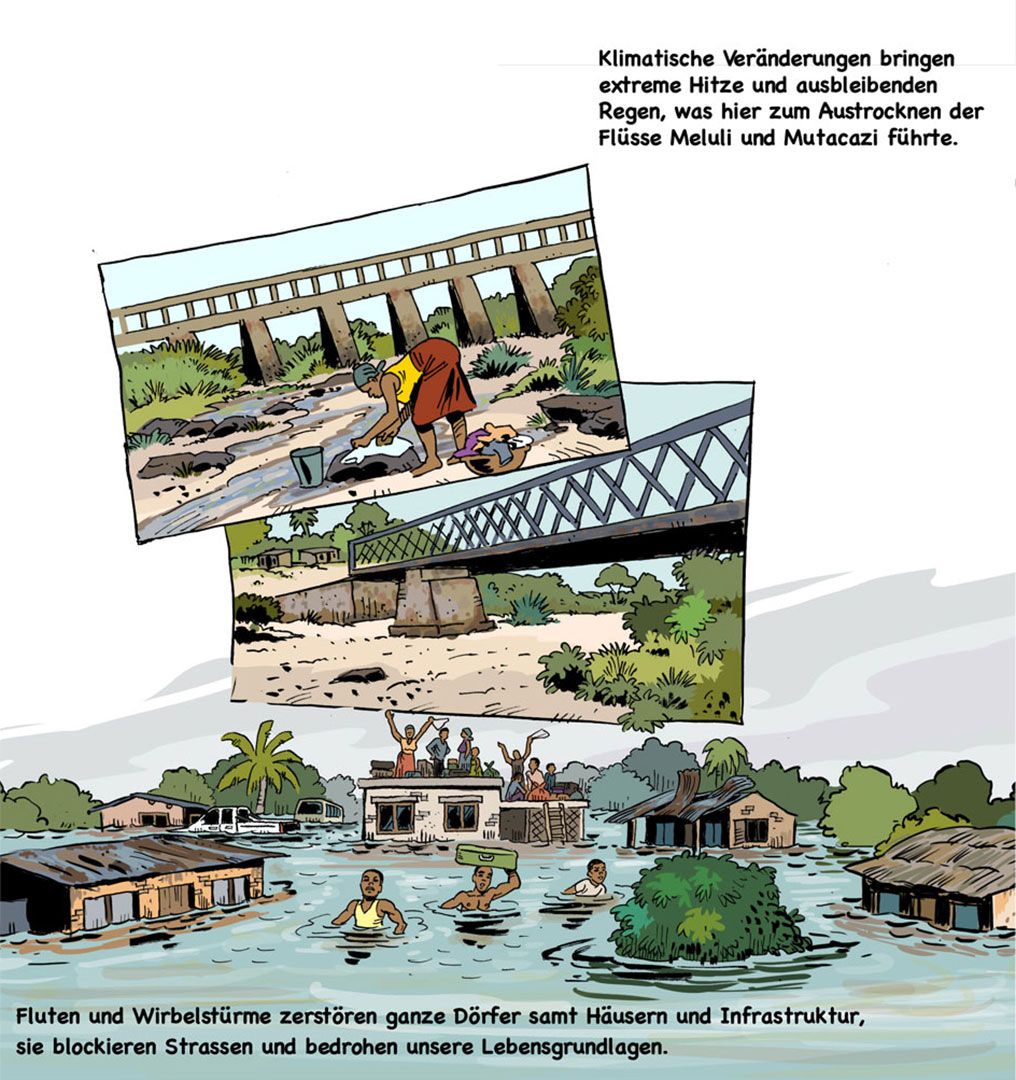 Klimatische Veränderungen bringen
extreme Hitze und ausbleibenden
Regen, was hier zum Austrocknen der
Flüsse Meluli und Mutacazi führte.
Fluten und Wirbelstürme zerstören ganze Dörfer samt Häusern und Infrastruktur,
sie blockieren Strassen und bedrohen unsere Lebensgrundlagen.